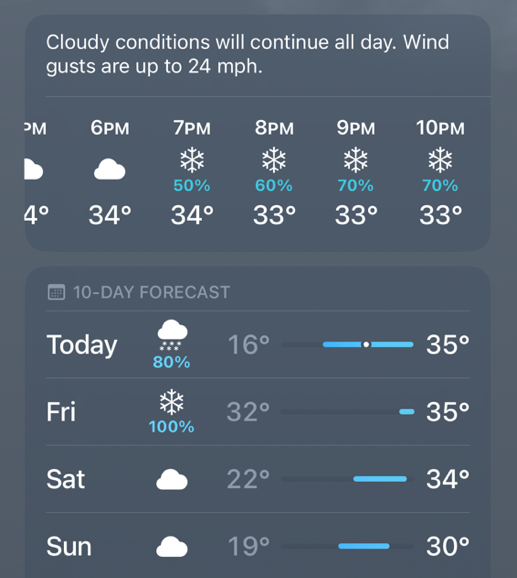 Cloudy conditions will continue all day. Wind
gusts are up to 24 mph.
PM 6PM 7PM 8PM 9PM 10PM
50% 60% 70% 70%
4° 34° 34° 33° 33° 33°
10-DAY FORECAST
Today 80% 16° 35°
Fri 100% 32° 35°
Sat 22° 34°
Sun 19° 30°